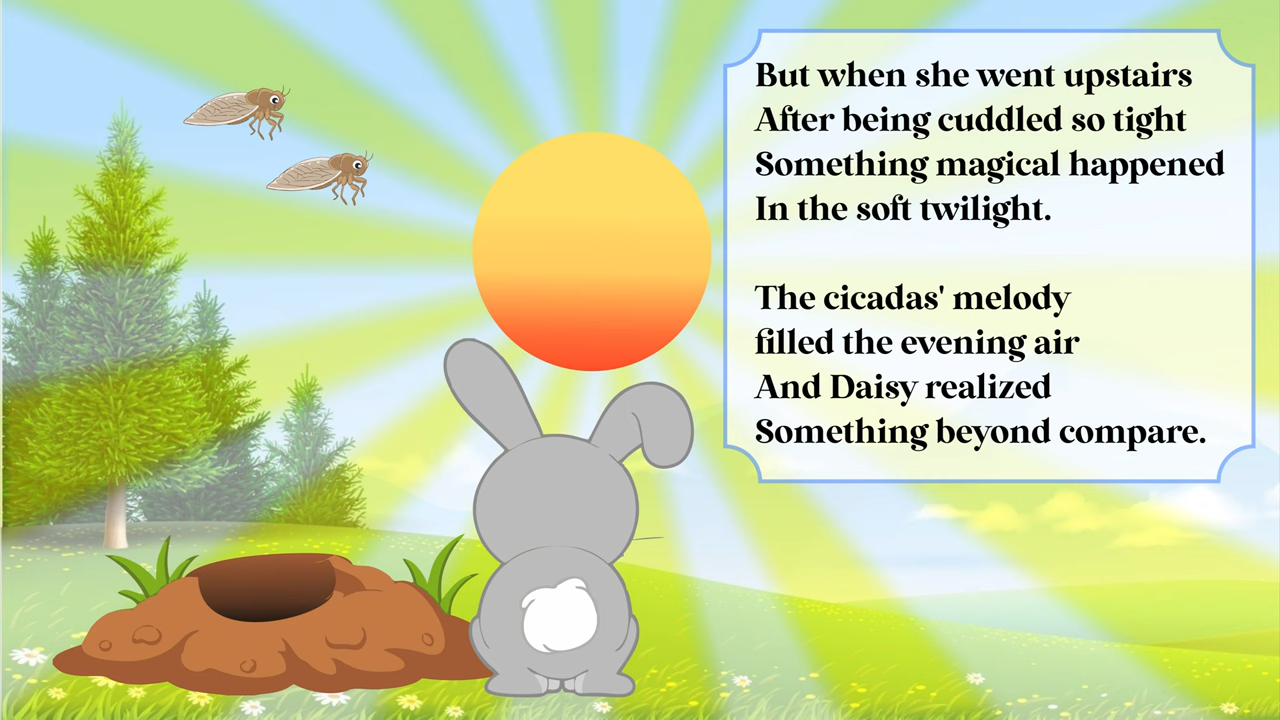 But when she went upstairs
After being cuddled so tight
Something magical happened
In the soft twilight.
The cicadas' melody
filled the evening air
And Daisy realized
Something beyond compare.